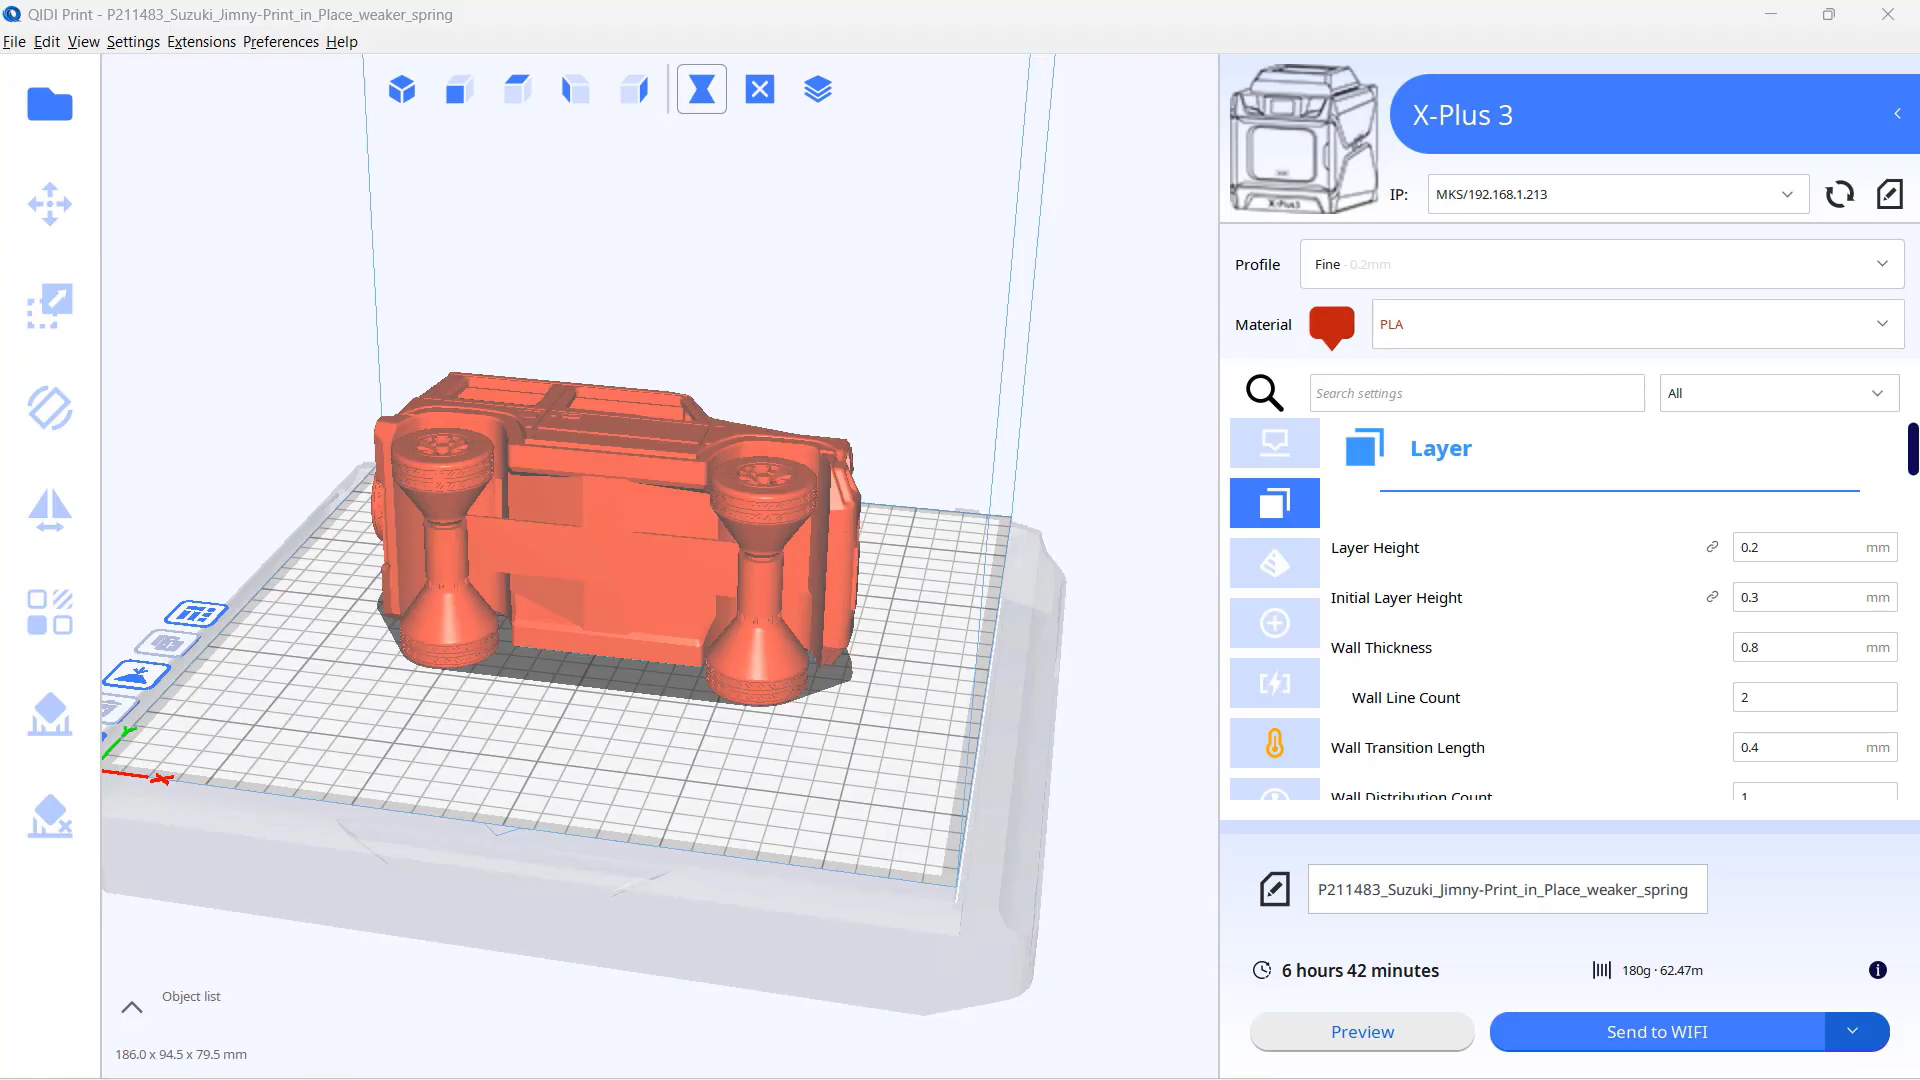 QIDI Print - P211483_Suzuki_Jimny-Print_in_Place_weaker_spring
File Edit View Settings Extensions Preferences Help
X-Plus3
X-Plus 3
IP:
MKS/192.168.1.213
Profile
Fine - 0.2mm
Material
PLA
Search settings
All
Layer
Layer Height
0.2 mm
Initial Layer Height
0.3 mm
Wall Thickness
0.8 mm
Wall Line Count
2
Wall Transition Length
0.4 mm
Wall Distribution Count
1
P211483_Suzuki_Jimny-Print_in_Place_weaker_spring
6 hours 42 minutes
180g · 62.47m
Preview
Send to WIFI
Object list
186.0 x 94.5 x 79.5 mm